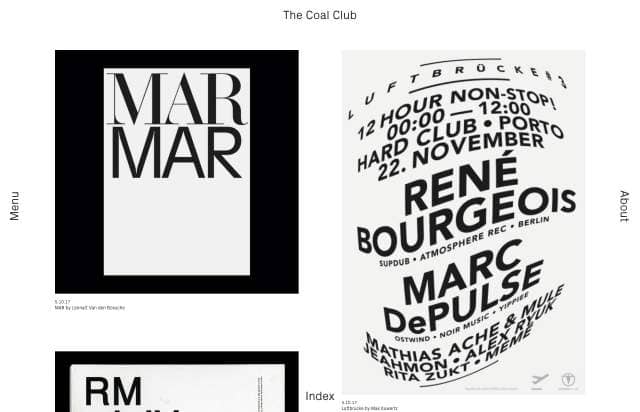 The Coal Club
Menu
About
MAR
MAR
5.10.17
MAR by Lennart Van den Bossche
RM
LUFTBRÜCKE#3
12 HOUR NON-STOP!
00:00 — 12:00
HARD CLUB • PORTO
22. NOVEMBER
RENÉ
BOURGEOIS
SUPDUB • ATMOSPHERE REC • BERLIN
MARC
DePULSE
OSTWIND • NOIR MUSIC • YIPPIEE
MATHIAS ACHE & MULE
YEAHMON • ALEX RYUK
RITA ZUKT • MEME
Index
5.10.17
Luftbrücke by Max Kuwertz